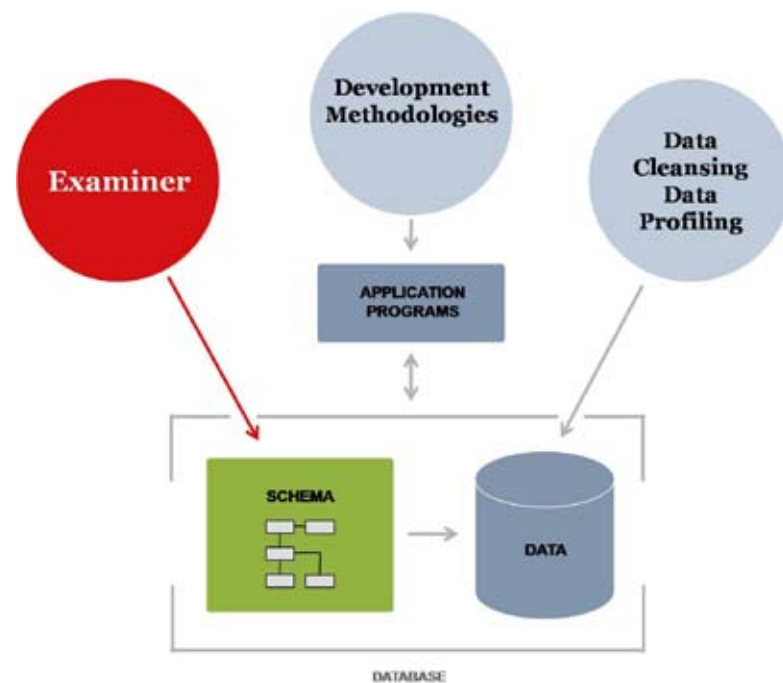 Development
Methodologies
Examiner
Data
Cleansing
Data
Profiling
APPLICATION
PROGRAMS
SCHEMA
DATA
DATABASE